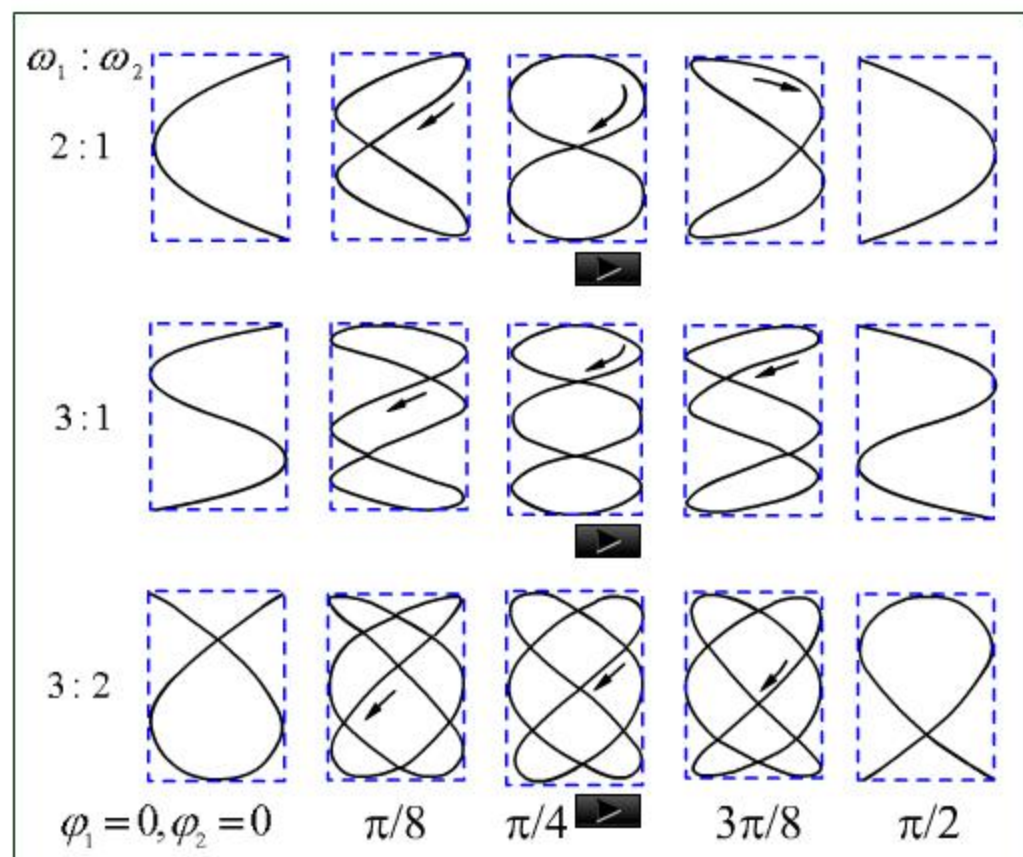 ω₁ : ω₂
2 : 1
3 : 1
3 : 2
φ₁ = 0, φ₂ = 0 π/8 π/4 3π/8 π/2